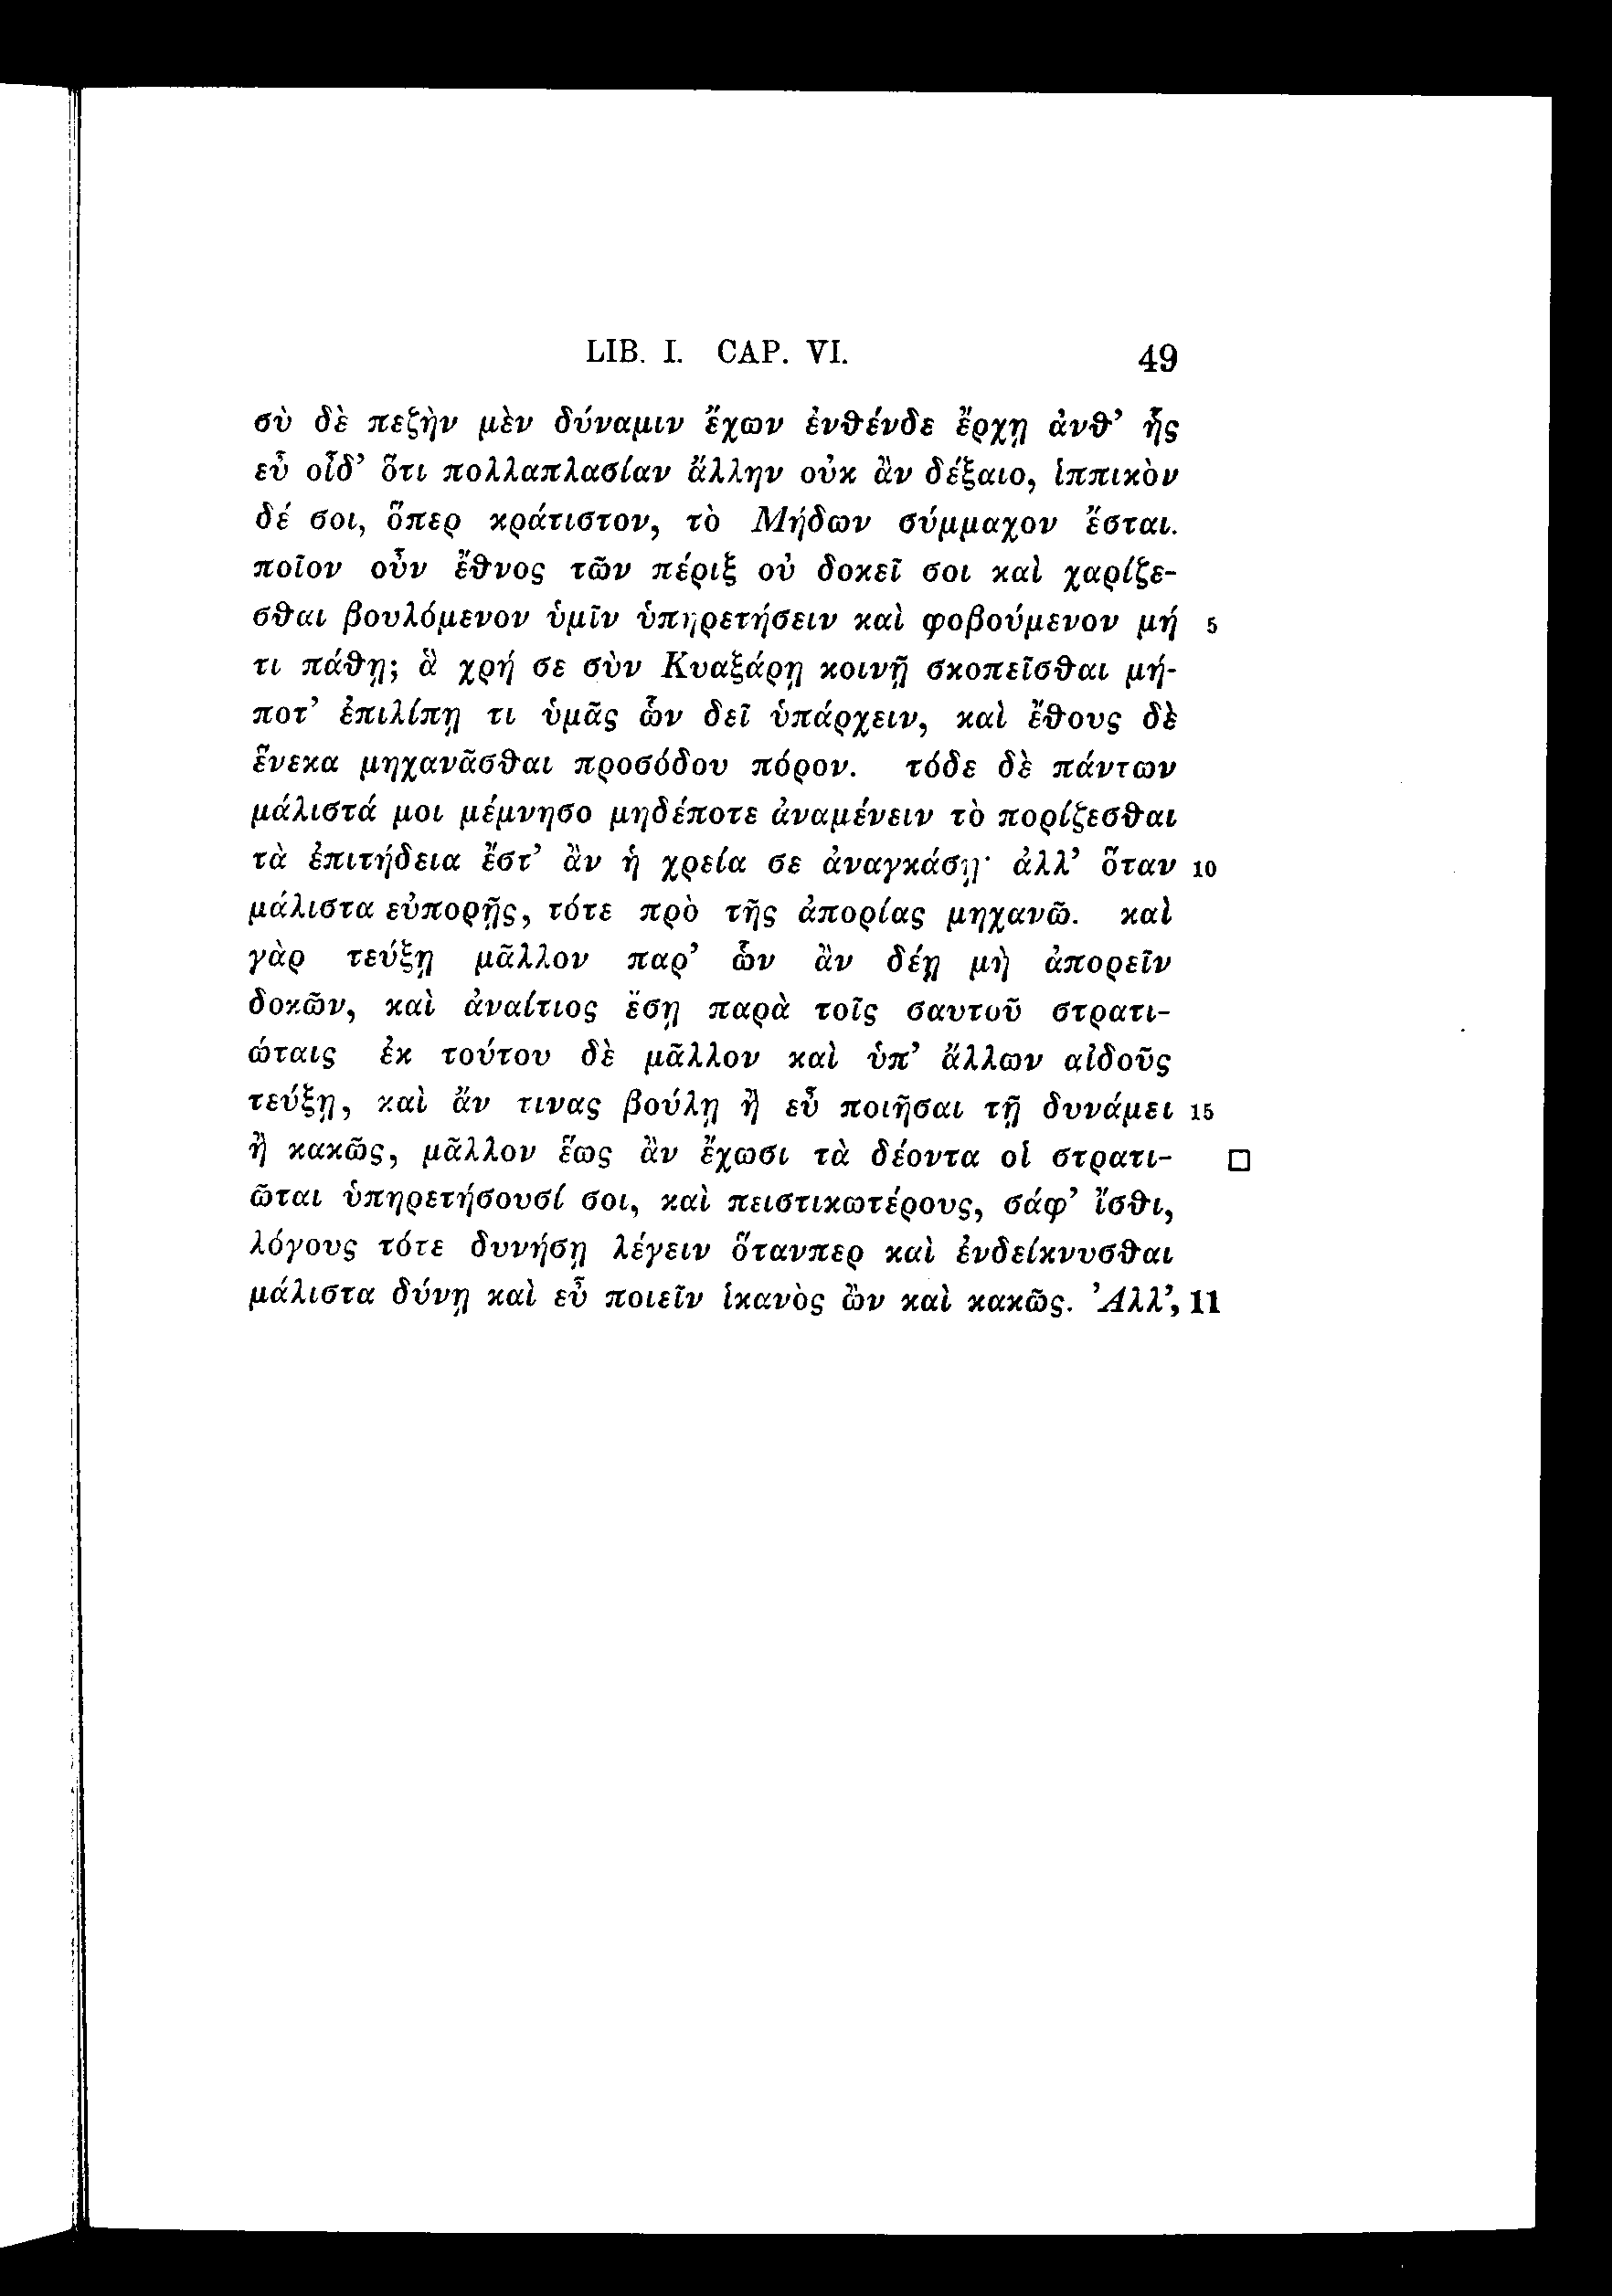 LIB. I. CAP. VI. 49
σὺ δὲ πεζὴν μὲν δύναμιν ἔχων ἐνθένδε ἔρχῃ ἀνθ’ ἧς
εὖ οἶδ’ ὅτι πολλαπλασίαν ἄλλην οὐκ ἂν δέξαιο, ἱππικὸν
δέ σοι, ὅπερ κράτιστον, τὸ Μήδων σύμμαχον ἔσται.
ποῖον οὖν ἔθνος τῶν πέριξ οὐ δοκεῖ σοι καὶ χαρίζε-
σθαι βουλόμενον ὑμῖν ὑπηρετήσειν καὶ φοβούμενον μή 5
τι πάθῃ; ἃ χρή σε σὺν Κυαξάρῃ κοινῇ σκοπεῖσθαι μή-
ποτ’ ἐπιλίπῃ τι ὑμᾶς ὧν δεῖ ὑπάρχειν, καὶ ἔθους δὲ
ἕνεκα μηχανᾶσθαι προσόδου πόρον. τόδε δὲ πάντων
μάλιστά μοι μέμνησο μηδέποτε ἀναμένειν τὸ πορίζεσθαι
τὰ ἐπιτήδεια ἔστ’ ἂν ἡ χρεία σε ἀναγκάσῃ· ἀλλ’ ὅταν 10
μάλιστα εὐπορῇς, τότε πρὸ τῆς ἀπορίας μηχανῶ. καὶ
γὰρ τεύξῃ μᾶλλον παρ’ ὧν ἂν δέῃ μὴ ἀπορεῖν
δοκῶν, καὶ ἀναίτιος ἔσῃ παρὰ τοῖς σαυτοῦ στρατι-
ώταις ἐκ τούτου δὲ μᾶλλον καὶ ὑπ’ ἄλλων αἰδοῦς
τεύξῃ, καὶ ἄν τινας βούλῃ ἢ εὖ ποιῆσαι τῇ δυνάμει 15
ἢ κακῶς, μᾶλλον ἕως ἂν ἔχωσι τὰ δέοντα οἱ στρατι-
ῶται ὑπηρετήσουσί σοι, καὶ πειστικωτέρους, σάφ’ ἴσθι,
λόγους τότε δυνήσῃ λέγειν ὅτανπερ καὶ ἐνδείκνυσθαι
μάλιστα δύνῃ καὶ εὖ ποιεῖν ἱκανὸς ὢν καὶ κακῶς. Ἀλλ’, 11